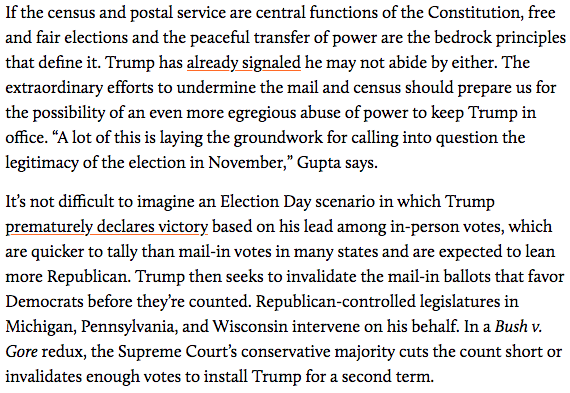 If the census and postal service are central functions of the Constitution, free
and fair elections and the peaceful transfer of power are the bedrock principles
that define it. Trump has already signaled he may not abide by either. The
extraordinary efforts to undermine the mail and census should prepare us for
the possibility of an even more egregious abuse of power to keep Trump in
office. “A lot of this is laying the groundwork for calling into question the
legitimacy of the election in November,” Gupta says.
It’s not difficult to imagine an Election Day scenario in which Trump
prematurely declares victory based on his lead among in-person votes, which
are quicker to tally than mail-in votes in many states and are expected to lean
more Republican. Trump then seeks to invalidate the mail-in ballots that favor
Democrats before they’re counted. Republican-controlled legislatures in
Michigan, Pennsylvania, and Wisconsin intervene on his behalf. In a Bush v.
Gore redux, the Supreme Court’s conservative majority cuts the count short or
invalidates enough votes to install Trump for a second term.